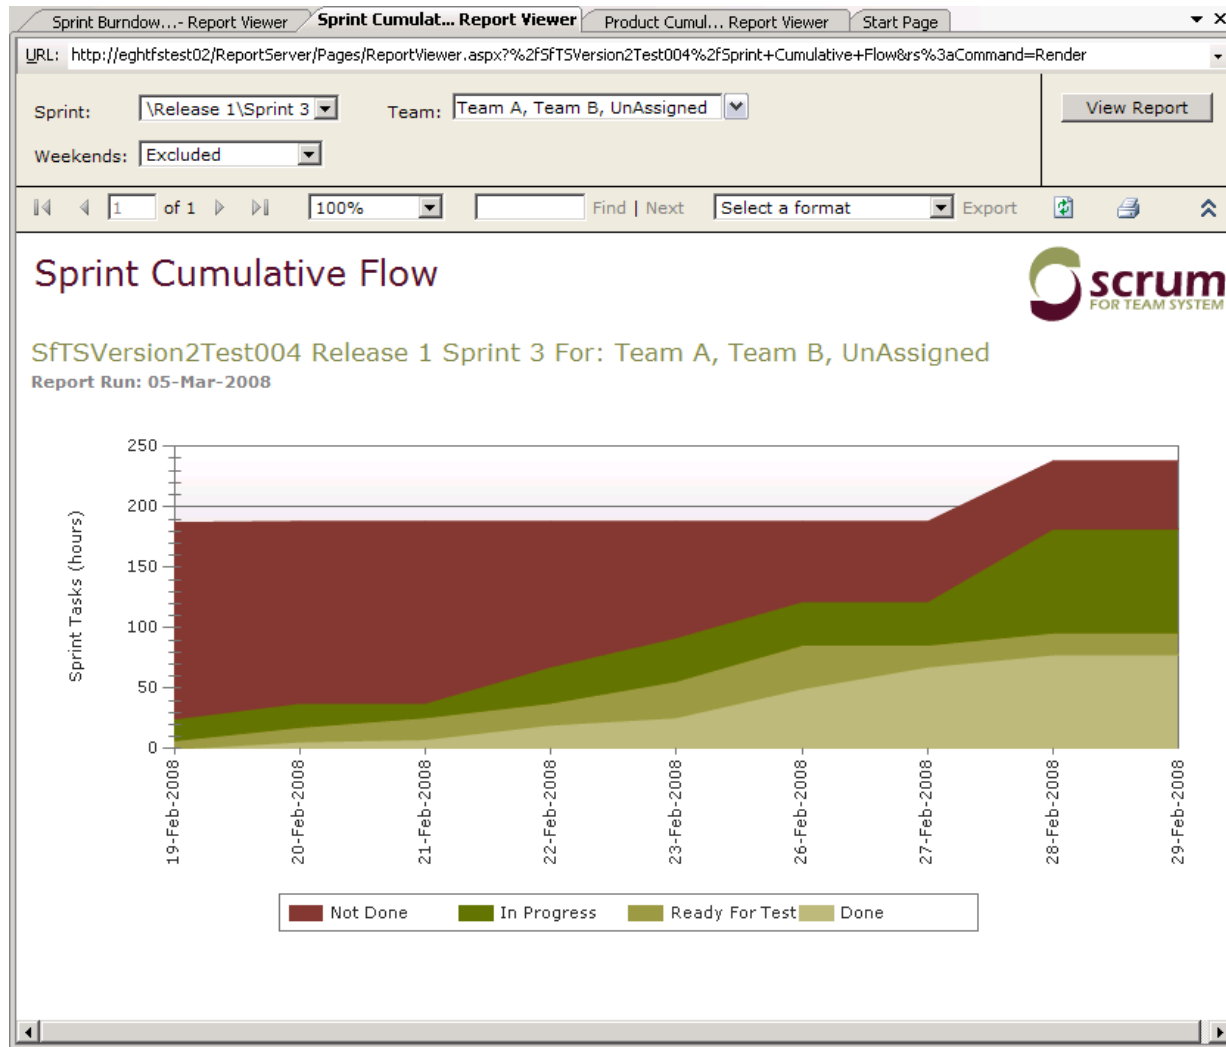 Sprint Burndow...- Report Viewer Sprint Cumulat... Report Viewer Product Cumul... Report Viewer Start Page
URL: http://eghtfstest02/ReportServer/Pages/ReportViewer.aspx?%2fSfTSVersion2Test004%2fSprint+Cumulative+Flow&rs%3aCommand=Render
Sprint: \Release 1\Sprint 3 Team: Team A, Team B, UnAssigned View Report
Weekends: Excluded
1 of 1 100% Find | Next Select a format Export
Sprint Cumulative Flow
scrum
FOR TEAM SYSTEM
SfTSVersion2Test004 Release 1 Sprint 3 For: Team A, Team B, UnAssigned
Report Run: 05-Mar-2008
Sprint Tasks (hours)
250
200
150
100
50
0
19-Feb-2008
20-Feb-2008
21-Feb-2008
22-Feb-2008
23-Feb-2008
26-Feb-2008
27-Feb-2008
28-Feb-2008
29-Feb-2008
Not Done In Progress Ready For Test Done